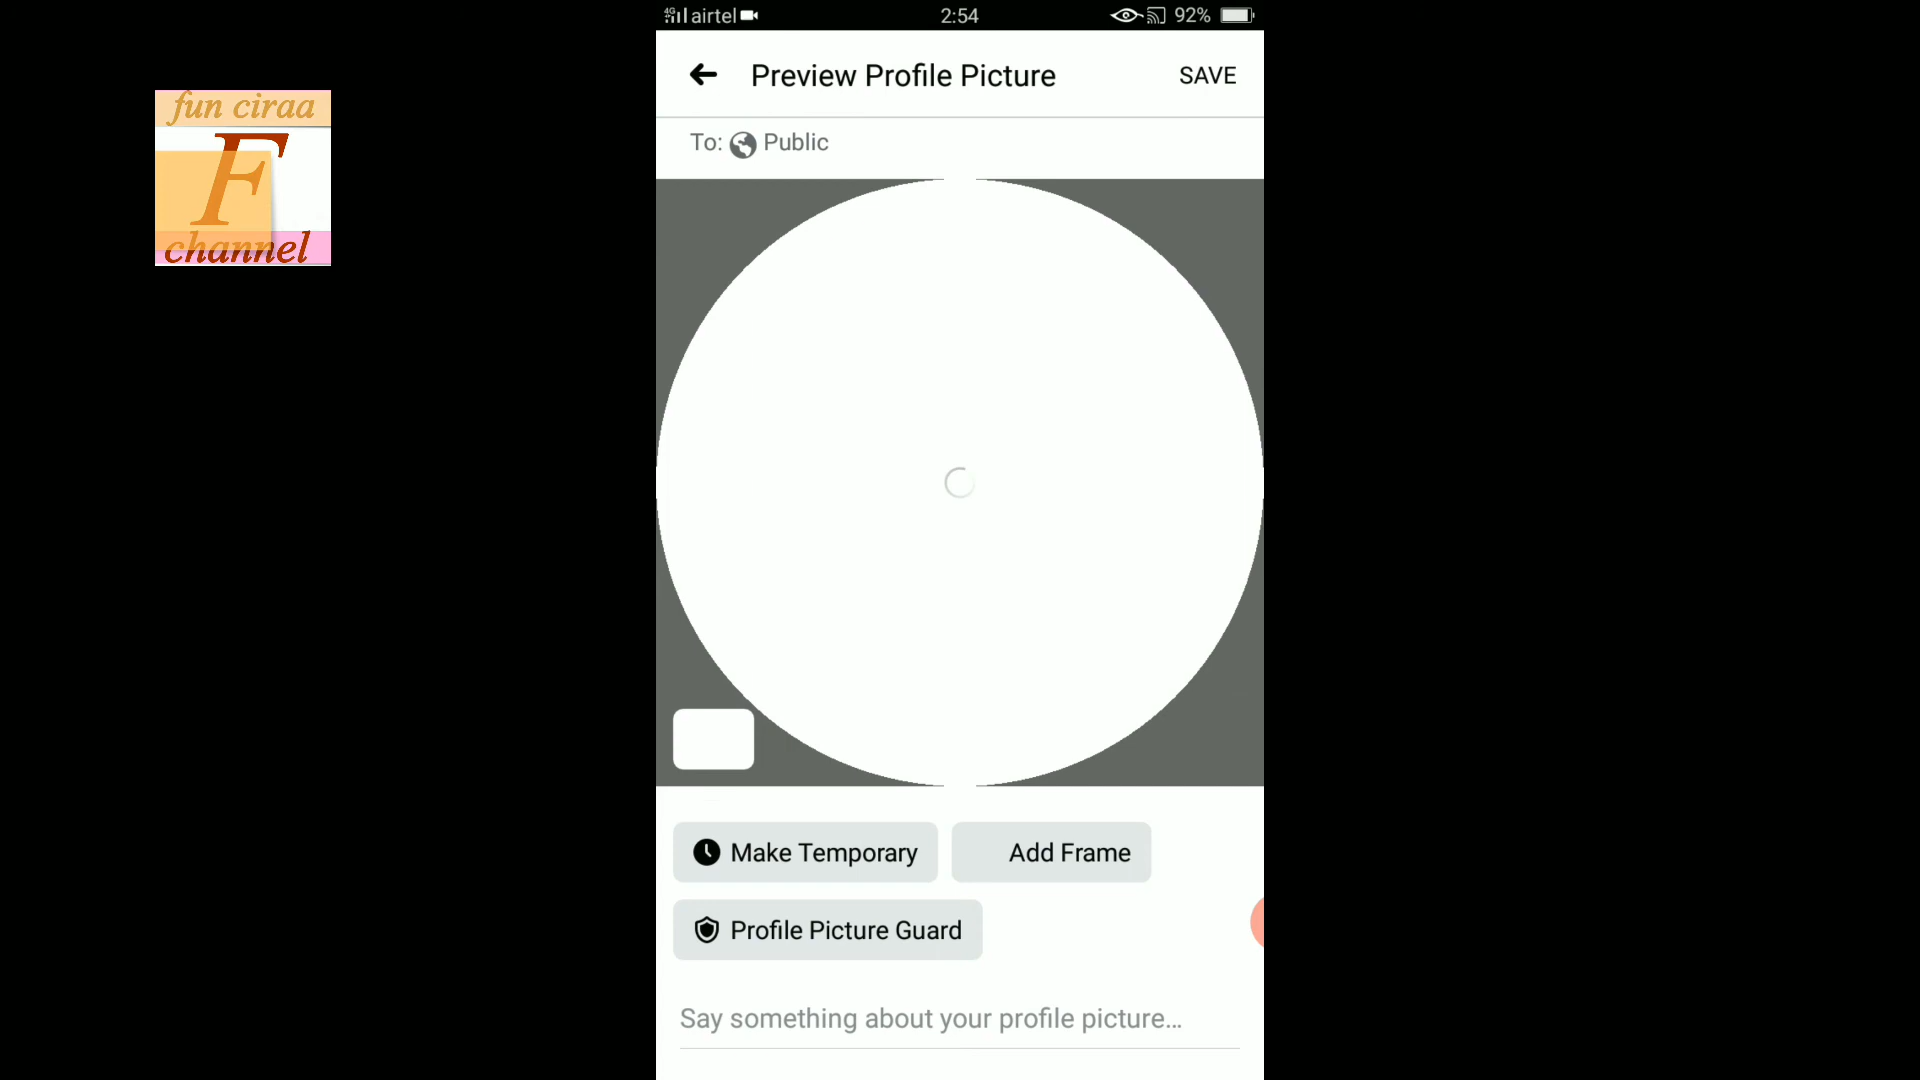 4G airtel 2:54 92%
fun ciraa
F
channel
Preview Profile Picture SAVE
To: Public
Make Temporary Add Frame
Profile Picture Guard
Say something about your profile picture...